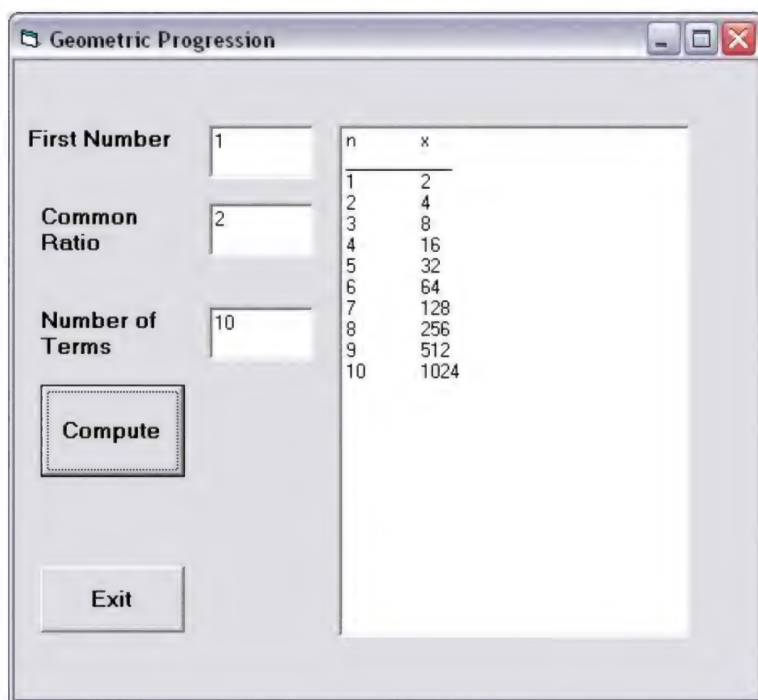 Geometric Progression
First Number
1
Common
Ratio
2
Number of
Terms
10
Compute
Exit
n x
1 2
2 4
3 8
4 16
5 32
6 64
7 128
8 256
9 512
10 1024